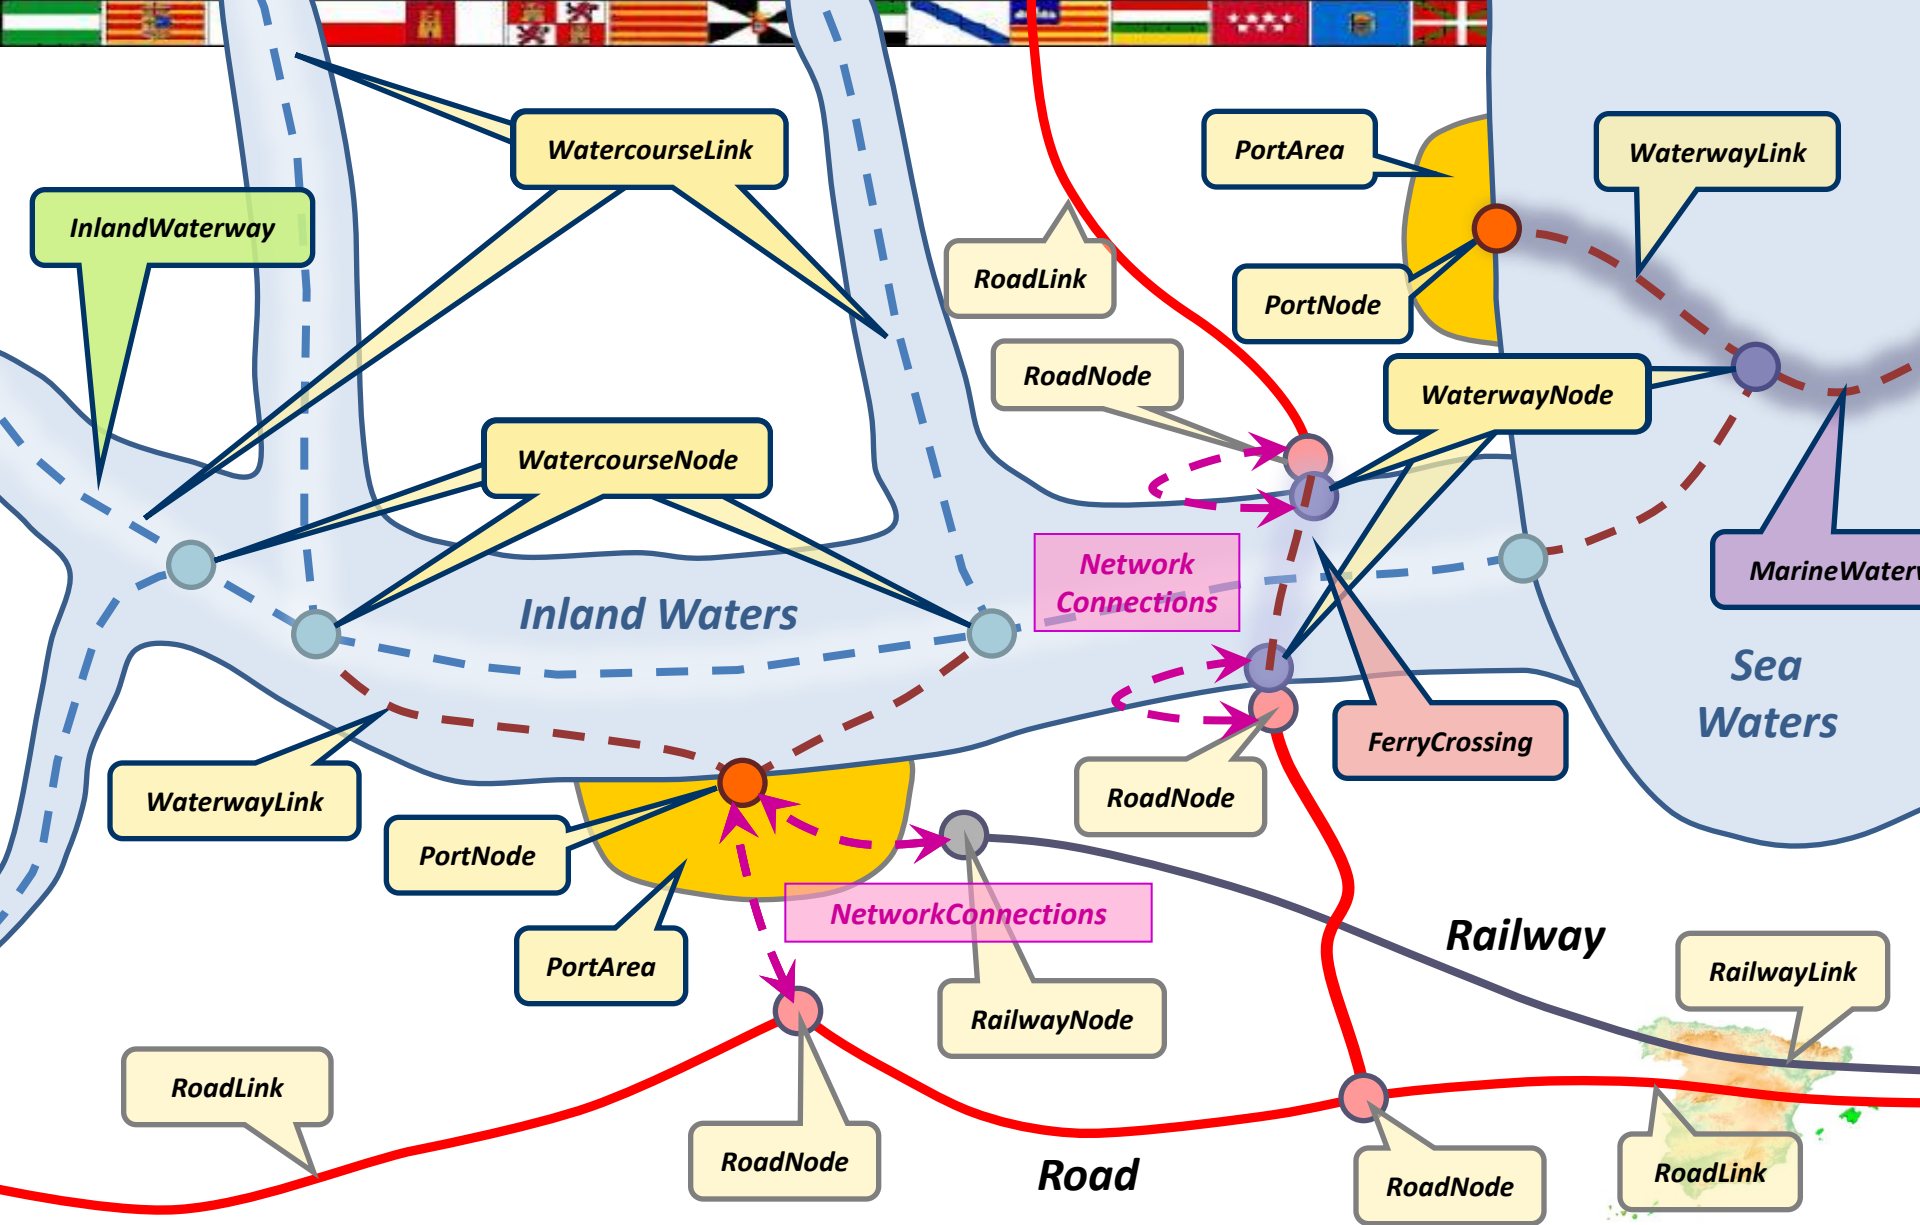 WatercourseLink
PortArea
WaterwayLink
InlandWaterway
RoadLink
PortNode
RoadNode
WaterwayNode
WatercourseNode
Network
Connections
MarineWaterw
Inland Waters
Sea
Waters
FerryCrossing
WaterwayLink
RoadNode
PortNode
NetworkConnections
Railway
PortArea
RailwayLink
RailwayNode
RoadLink
RoadNode
Road
RoadNode
RoadLink